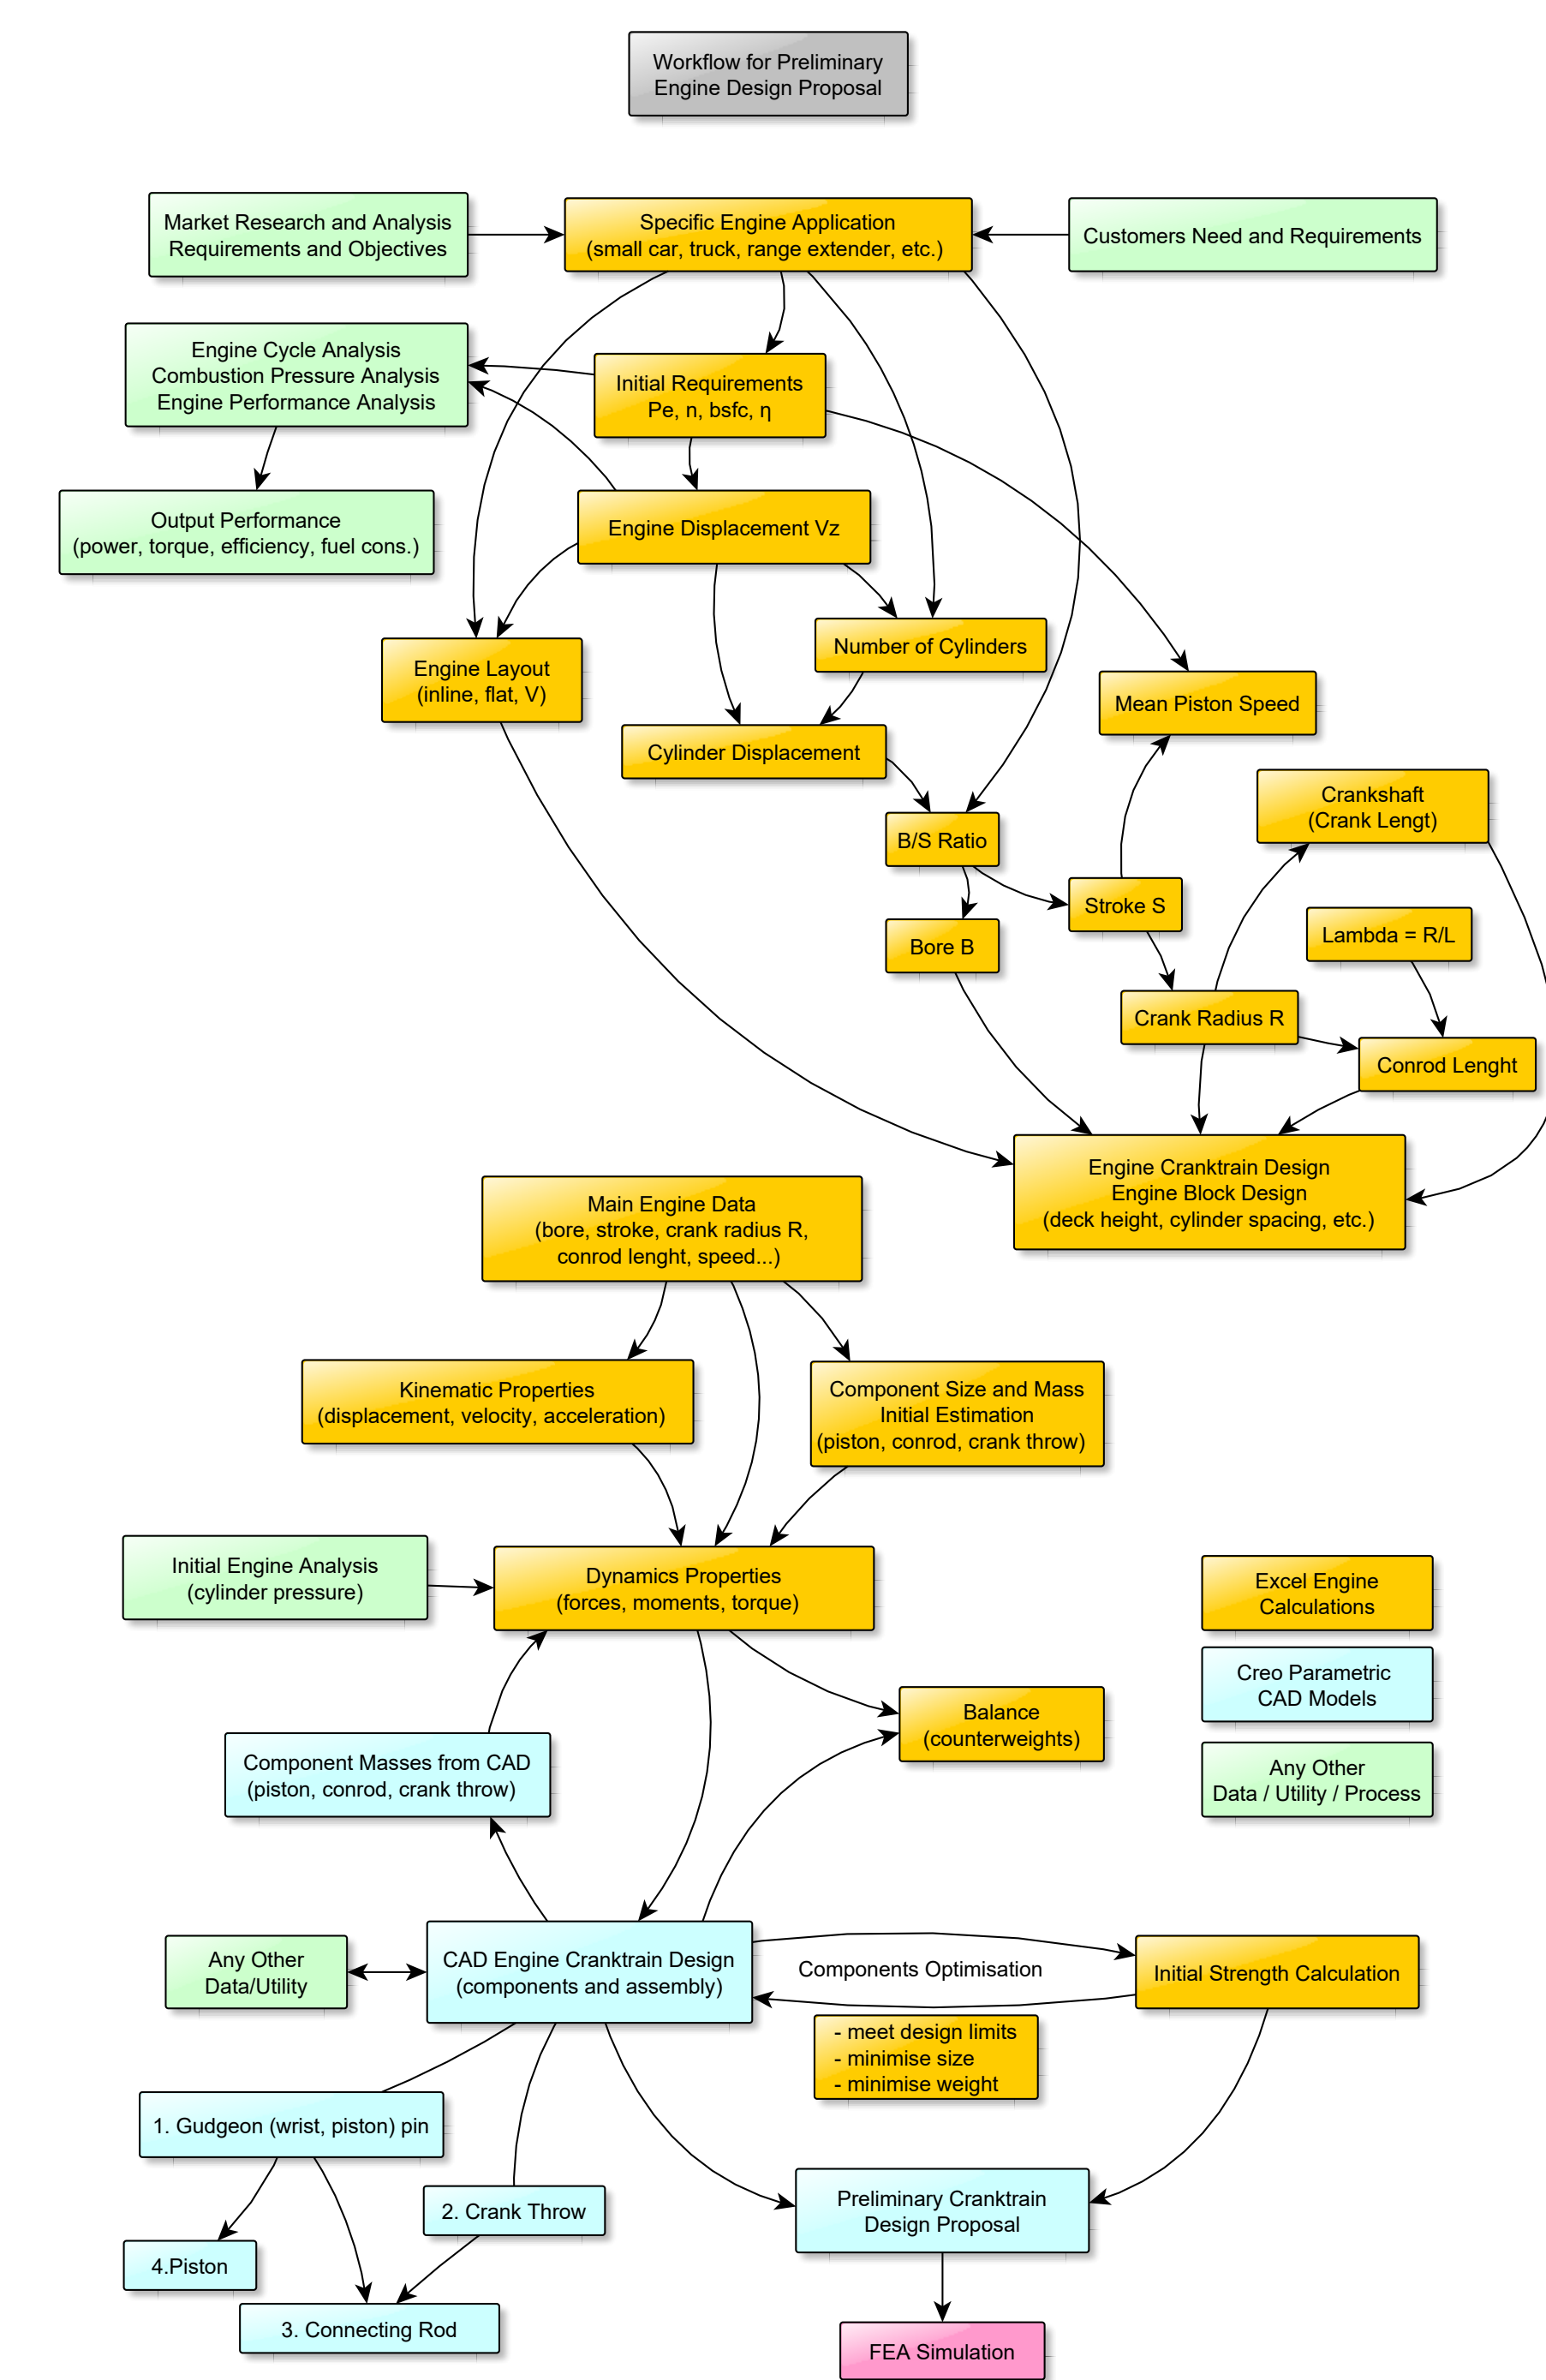 Workflow for Preliminary
Engine Design Proposal
Market Research and Analysis
Requirements and Objectives
Specific Engine Application
(small car, truck, range extender, etc.)
Customers Need and Requirements
Engine Cycle Analysis
Combustion Pressure Analysis
Engine Performance Analysis
Initial Requirements
Pe, n, bsfc, η
Output Performance
(power, torque, efficiency, fuel cons.)
Engine Displacement Vz
Number of Cylinders
Engine Layout
(inline, flat, V)
Mean Piston Speed
Cylinder Displacement
Crankshaft
(Crank Lengt)
B/S Ratio
Stroke S
Bore B
Lambda = R/L
Crank Radius R
Conrod Lenght
Engine Cranktrain Design
Engine Block Design
(deck height, cylinder spacing, etc.)
Main Engine Data
(bore, stroke, crank radius R,
conrod lenght, speed...)
Kinematic Properties
(displacement, velocity, acceleration)
Component Size and Mass
Initial Estimation
(piston, conrod, crank throw)
Initial Engine Analysis
(cylinder pressure)
Dynamics Properties
(forces, moments, torque)
Excel Engine
Calculations
Creo Parametric
CAD Models
Any Other
Data / Utility / Process
Balance
(counterweights)
Component Masses from CAD
(piston, conrod, crank throw)
Any Other
Data/Utility
CAD Engine Cranktrain Design
(components and assembly)
Components Optimisation
Initial Strength Calculation
- meet design limits
- minimise size
- minimise weight
1. Gudgeon (wrist, piston) pin
2. Crank Throw
Preliminary Cranktrain
Design Proposal
4.Piston
3. Connecting Rod
FEA Simulation